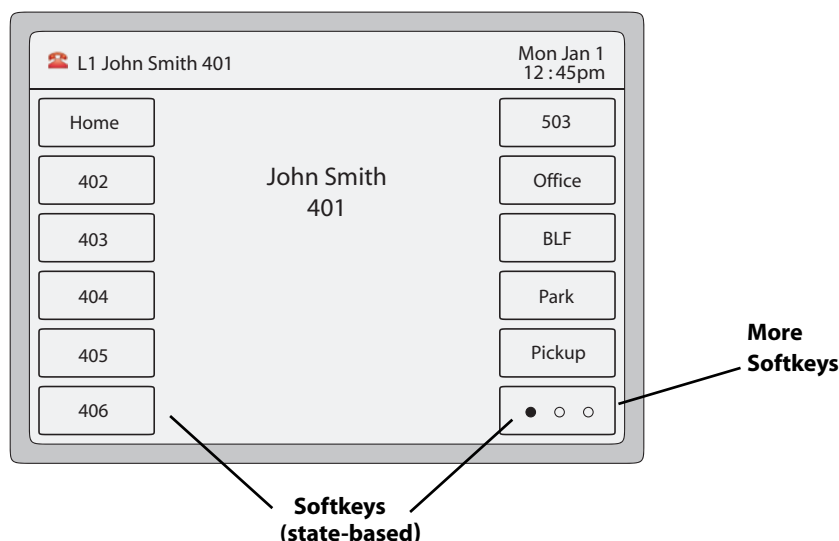 L1 John Smith 401
Mon Jan 1
12 : 45pm
Home
503
402
John Smith
401
Office
403
BLF
404
Park
405
Pickup
406
More
Softkeys
Softkeys
(state-based)